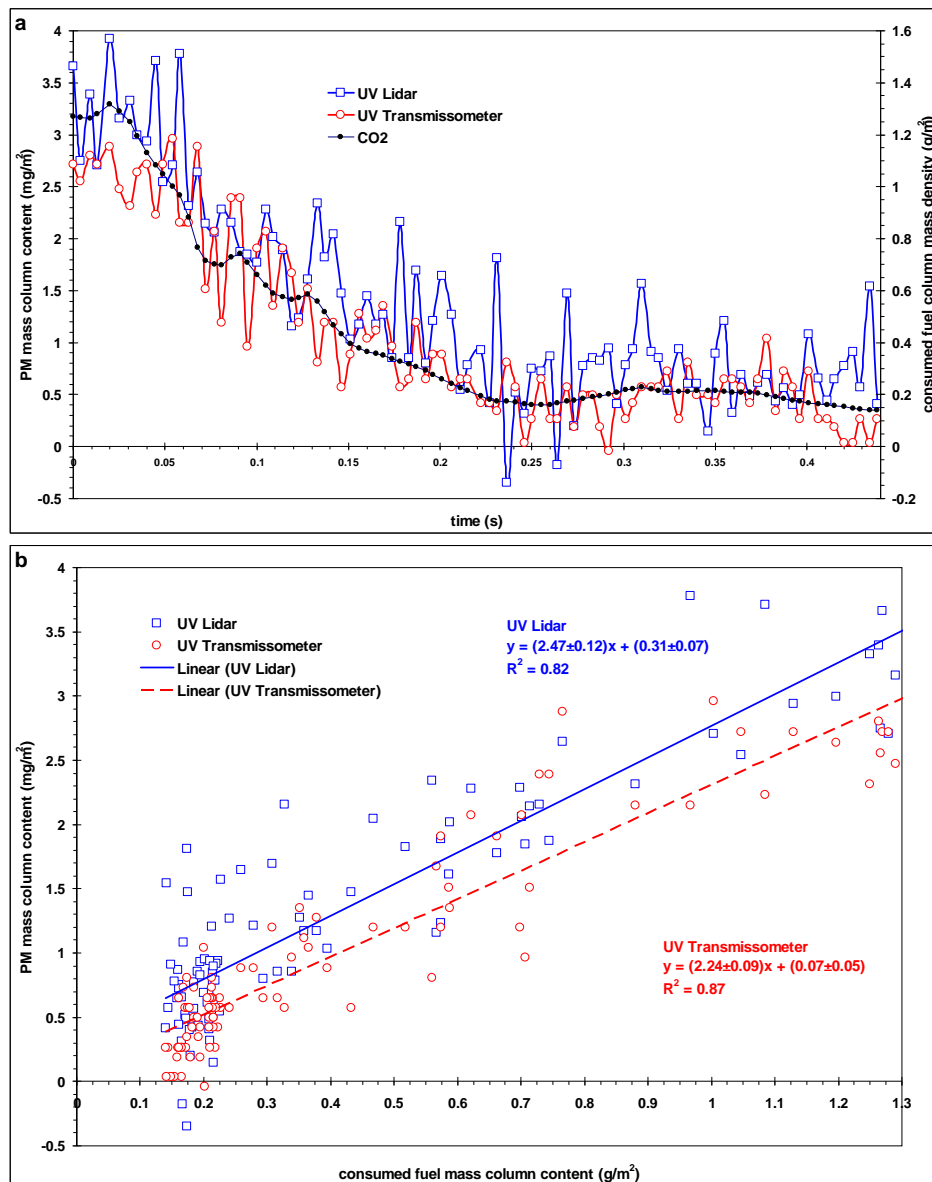 a
4
3.5
3
2.5
2
1.5
1
0.5
0
-0.5
1.6
1.4
1.2
1
0.8
0.6
0.4
0.2
0
-0.2
PM mass column content (mg/m²)
consumed fuel column mass density (g/m²)
UV Lidar
UV Transmissometer
CO2
0 0.05 0.1 0.15 0.2 0.25 0.3 0.35 0.4
time (s)
b
4
3.5
3
2.5
2
1.5
1
0.5
0
-0.5
PM mass column content (mg/m²)
UV Lidar
UV Transmissometer
Linear (UV Lidar)
Linear (UV Transmissometer)
UV Lidar
y = (2.47±0.12)x + (0.31±0.07)
R² = 0.82
UV Transmissometer
y = (2.24±0.09)x + (0.07±0.05)
R² = 0.87
0 0.1 0.2 0.3 0.4 0.5 0.6 0.7 0.8 0.9 1 1.1 1.2 1.3
consumed fuel mass column content (g/m²)